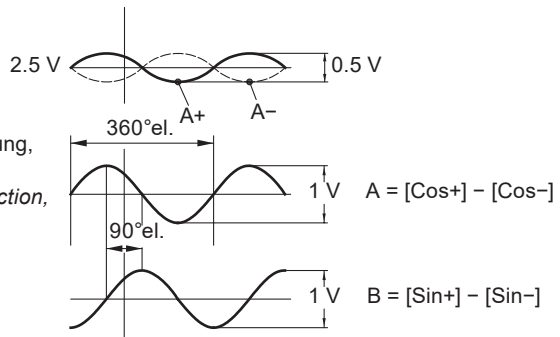 2.5 V
0.5 V
A+
A−
360°el.
ung,
ction,
1 V
A = [Cos+] − [Cos−]
90°el.
1 V
B = [Sin+] − [Sin−]